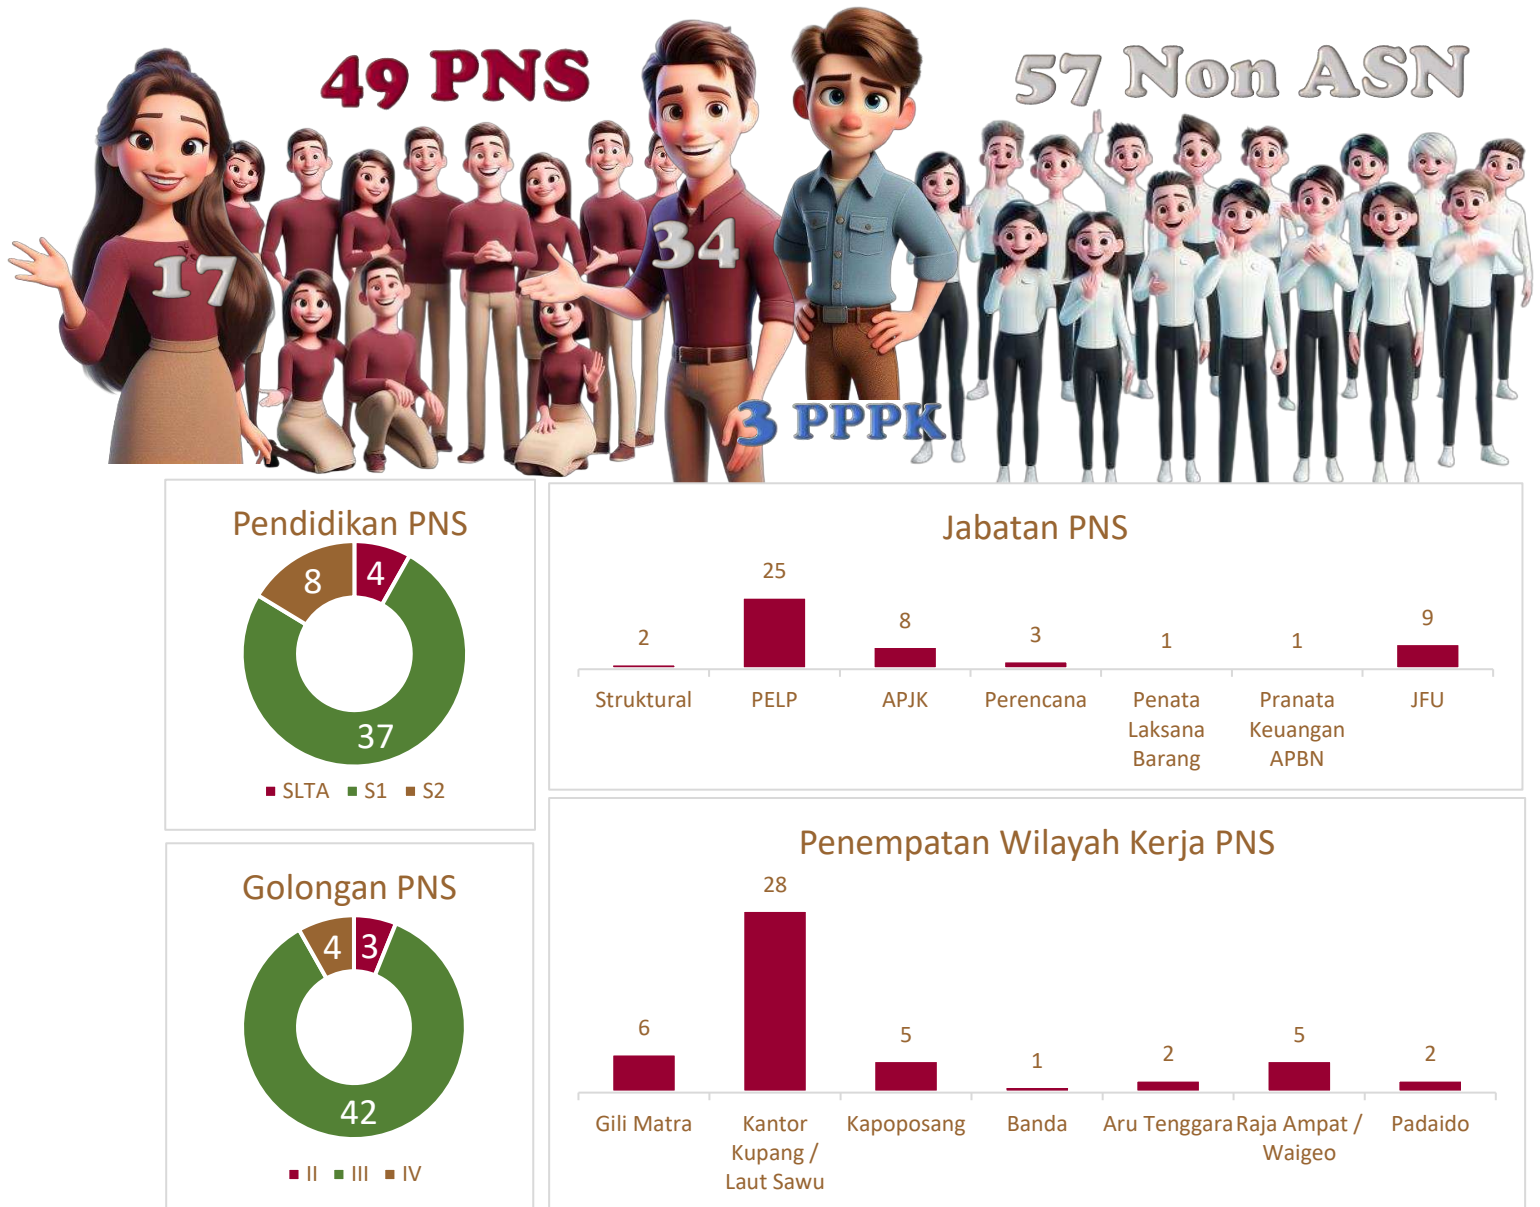 49 PNS
57 Non ASN
17
34
3 PPPK
Pendidikan PNS
8
4
37
SLTA S1 S2
Jabatan PNS
25
2
8
3
1
1
9
Struktural PELP APJK Perencana Penata Pranata JFU
Laksana Keuangan
Barang APBN
Golongan PNS
4
3
42
II III IV
Penempatan Wilayah Kerja PNS
28
6
5
1
2
5
2
Gili Matra Kantor Kapoposang Banda Aru Tenggara Raja Ampat / Padaido
Kupang / Waigeo
Laut Sawu